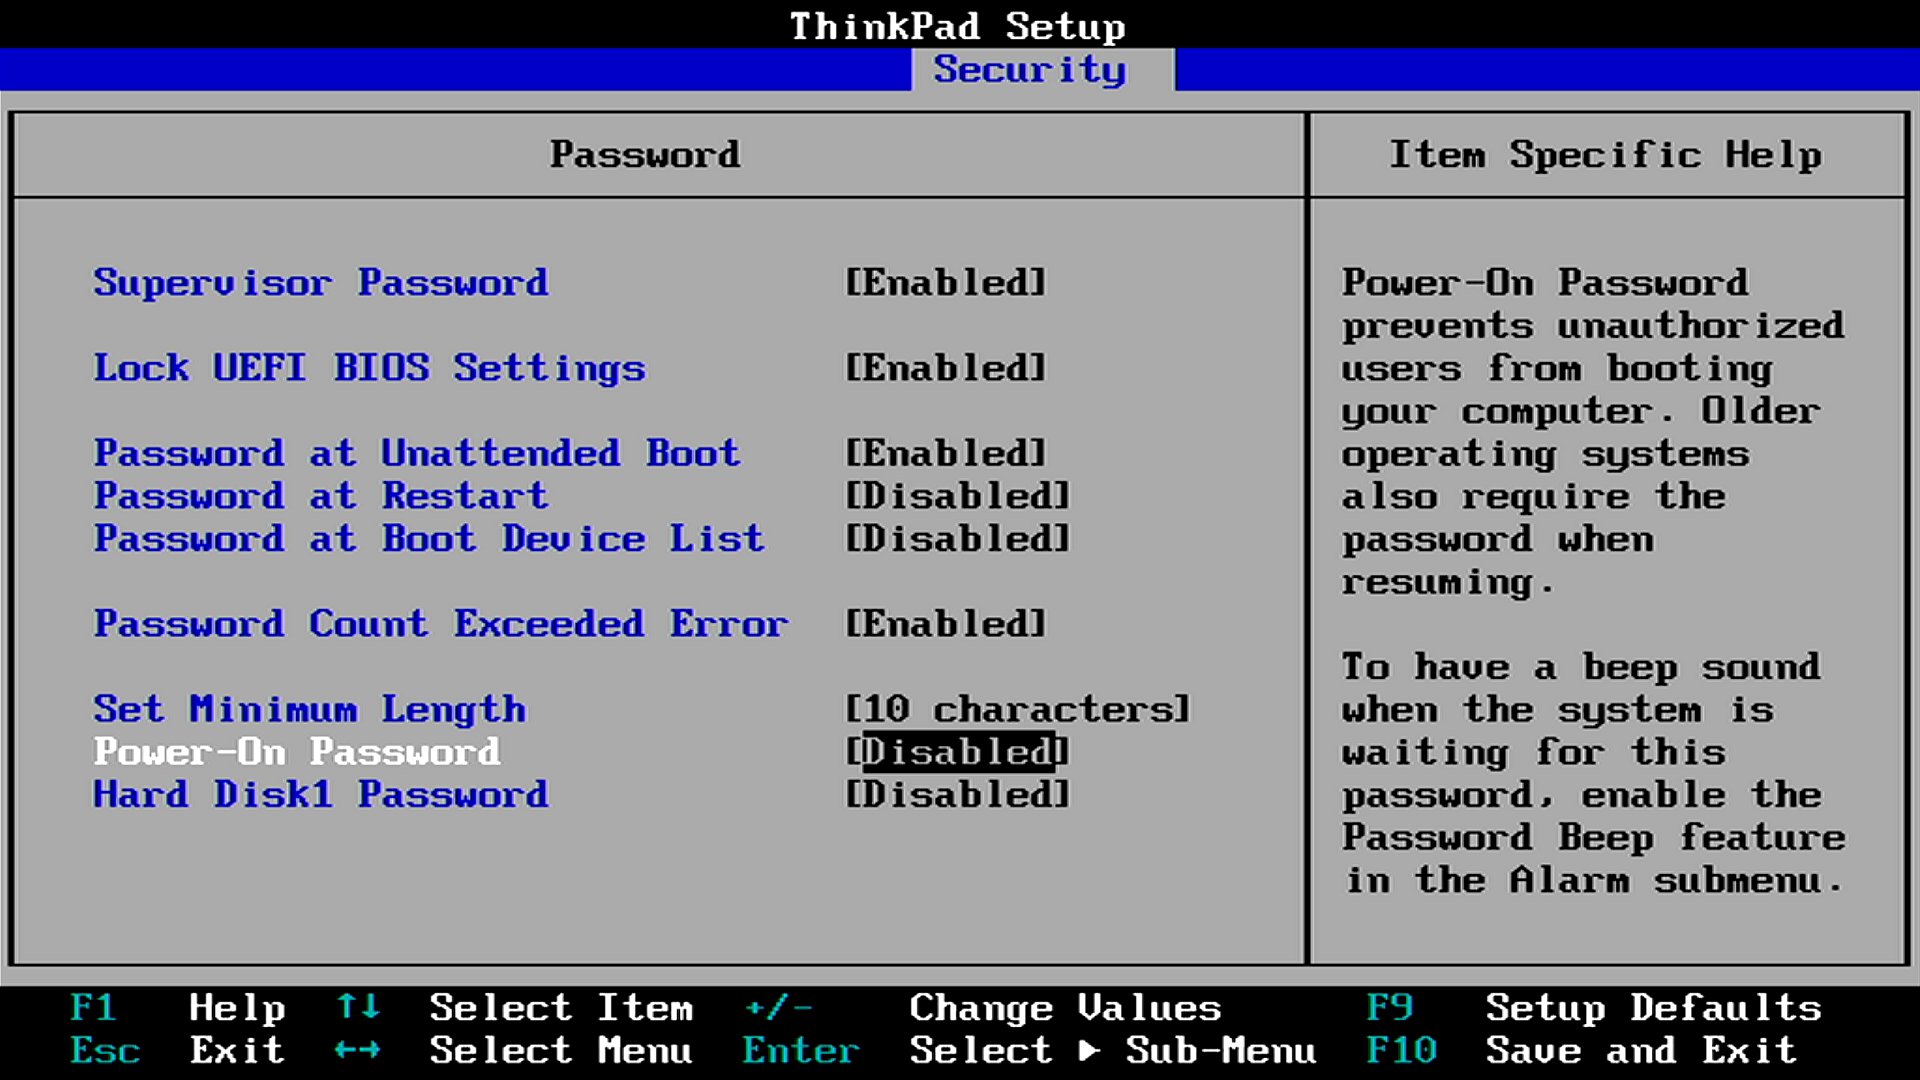 ThinkPad Setup
Security
Password
Item Specific Help
Supervisor Password [Enabled]
Lock UEFI BIOS Settings [Enabled]
Password at Unattended Boot [Enabled]
Password at Restart [Disabled]
Password at Boot Device List [Disabled]
Password Count Exceeded Error [Enabled]
Set Minimum Length [10 characters]
Power-On Password [Disabled]
Hard Disk1 Password [Disabled]
Power-On Password
prevents unauthorized
users from booting
your computer. Older
operating systems
also require the
password when
resuming.
To have a beep sound
when the system is
waiting for this
password, enable the
Password Beep feature
in the Alarm submenu.
F1 Help ↑↓ Select Item +/- Change Values F9 Setup Defaults
Esc Exit ←→ Select Menu Enter Select ► Sub-Menu F10 Save and Exit